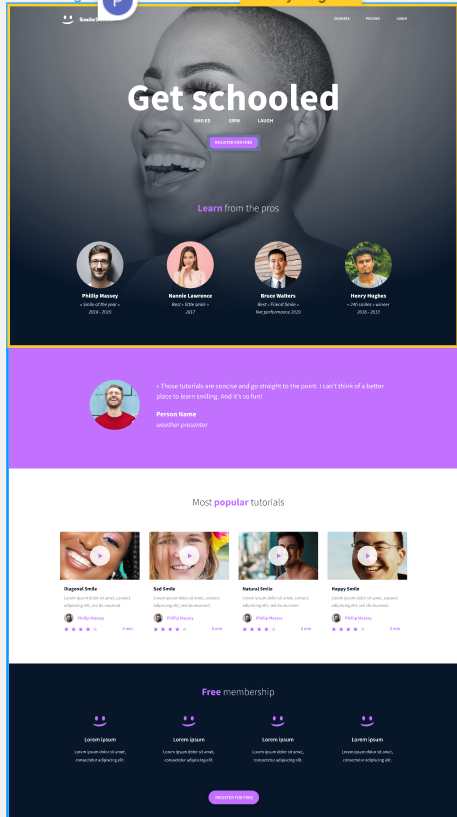 P
COURSES PRICING LOGIN
Get schooled
SMILES GRIN LAUGH
REGISTER FOR FREE
Learn from the pros
Phillip Massey
« Smile of the year »
2018 - 2019
Nannie Lawrence
Best « little smile »
2017
Bruce Walters
Best « Friend Smile »
live performance 2019
Henry Hughes
« 24h smiles » winner
2016 - 2019
« Those tutorials are concise and go straight to the point. I can't think of a better
place to learn smiling. And it's so fun!
Person Name
weather presenter
Most popular tutorials
Diagonal Smile
Lorem ipsum dolor sit amet, consect
adipiscing elit, sed do eiusmod.
Phillip Massey
5 min
Sad Smile
Lorem ipsum dolor sit amet, consect
adipiscing elit, sed do eiusmod.
Phillip Massey
8 min
Natural Smile
Lorem ipsum dolor sit amet, consect
adipiscing elit, sed do eiusmod.
Phillip Massey
8 min
Happy Smile
Lorem ipsum dolor sit amet, consect
adipiscing elit, sed do eiusmod.
Phillip Massey
8 min
Free membership
Lorem ipsum
Lorem ipsum dolor sit amet,
consectetur adipiscing elit.
Lorem ipsum
Lorem ipsum dolor sit amet,
consectetur adipiscing elit.
Lorem ipsum
Lorem ipsum dolor sit amet,
consectetur adipiscing elit.
Lorem ipsum
Lorem ipsum dolor sit amet,
consectetur adipiscing elit.
REGISTER FOR FREE